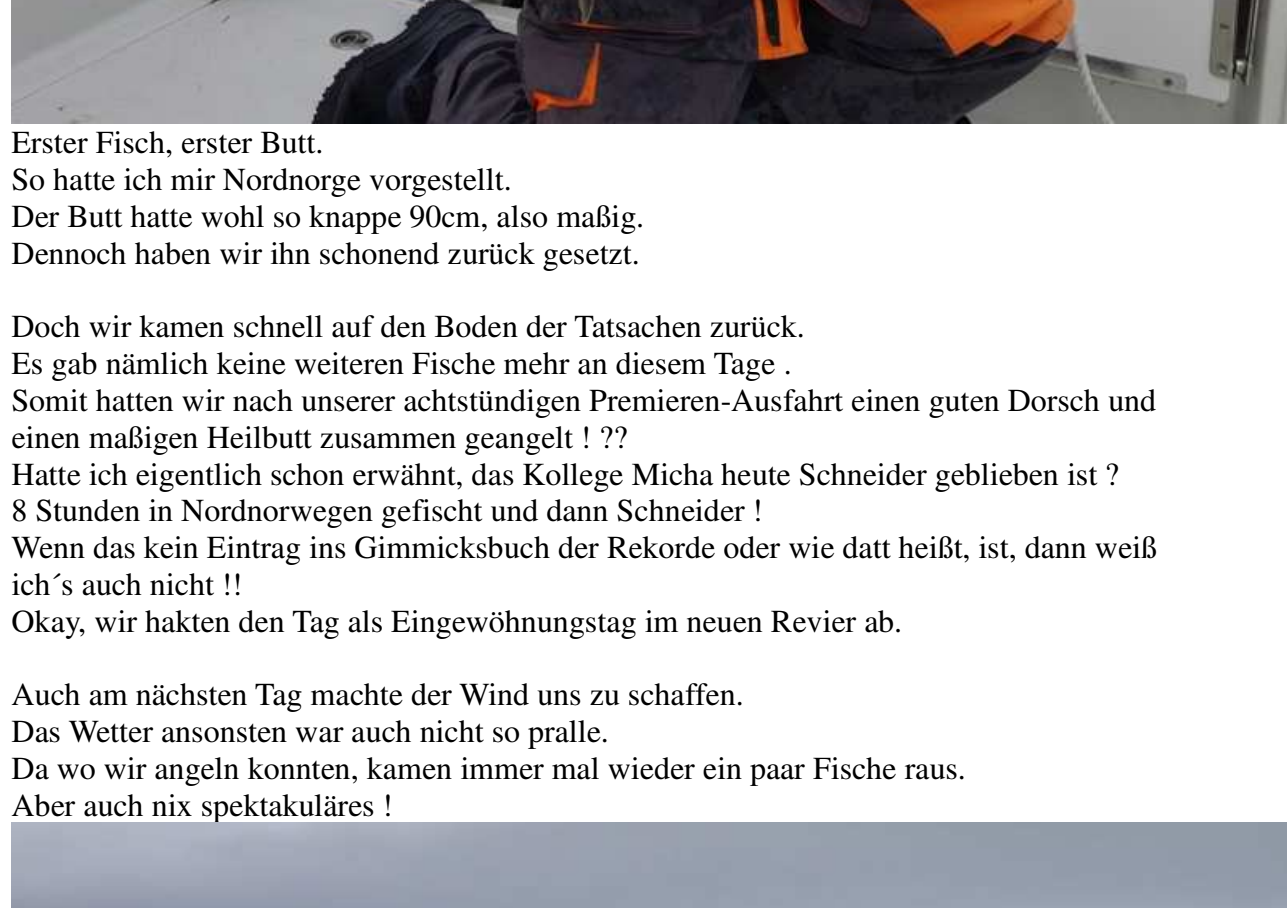 Erster Fisch, erster Butt.
So hatte ich mir Nordnorge vorgestellt.
Der Butt hatte wohl so knappe 90cm, also maßig.
Dennoch haben wir ihn schonend zurück gesetzt.
Doch wir kamen schnell auf den Boden der Tatsachen zurück.
Es gab nämlich keine weiteren Fische mehr an diesem Tage .
Somit hatten wir nach unserer achtstündigen Premieren-Ausfahrt einen guten Dorsch und
einen maßigen Heilbutt zusammen geangelt ! ??
Hatte ich eigentlich schon erwähnt, das Kollege Micha heute Schneider geblieben ist ?
8 Stunden in Nordnorwegen gefischt und dann Schneider !
Wenn das kein Eintrag ins Gimmicksbuch der Rekorde oder wie datt heißt, ist, dann weiß
ich´s auch nicht !!
Okay, wir hakten den Tag als Eingewöhnungstag im neuen Revier ab.
Auch am nächsten Tag machte der Wind uns zu schaffen.
Das Wetter ansonsten war auch nicht so pralle.
Da wo wir angeln konnten, kamen immer mal wieder ein paar Fische raus.
Aber auch nix spektakuläres !